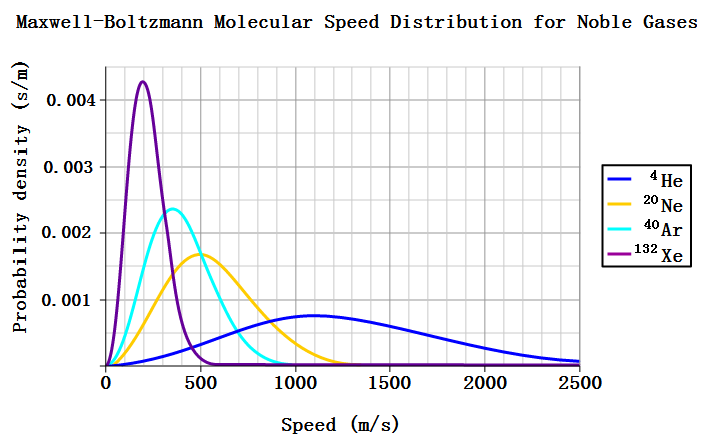 Maxwell-Boltzmann Molecular Speed Distribution for Noble Gases
Probability density (s/m)
0.004
0.003
0.002
0.001
0
500
1000
1500
2000
2500
Speed (m/s)
⁴He
²⁰Ne
⁴⁰Ar
¹³²Xe